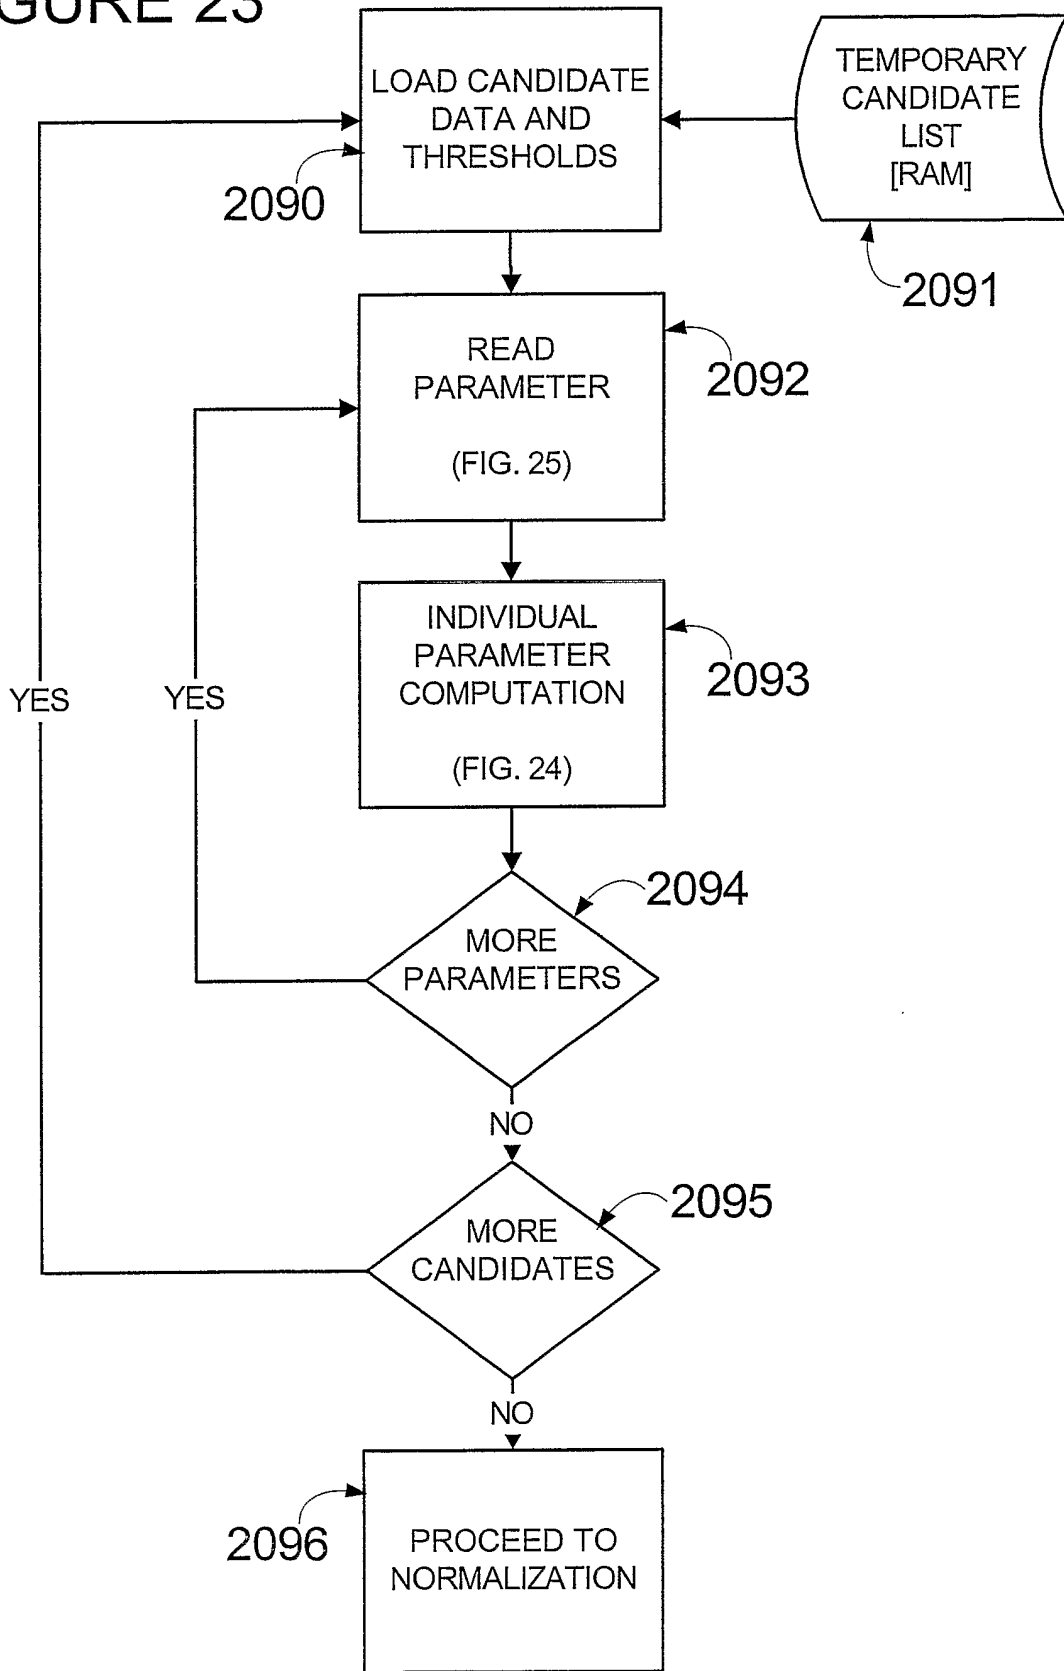 GURE 23
LOAD CANDIDATE
DATA AND
THRESHOLDS
2090
TEMPORARY
CANDIDATE
LIST
[RAM]
2091
READ
PARAMETER
(FIG. 25)
2092
INDIVIDUAL
PARAMETER
COMPUTATION
(FIG. 24)
2093
YES
YES
MORE
PARAMETERS
2094
NO
MORE
CANDIDATES
2095
NO
PROCEED TO
NORMALIZATION
2096